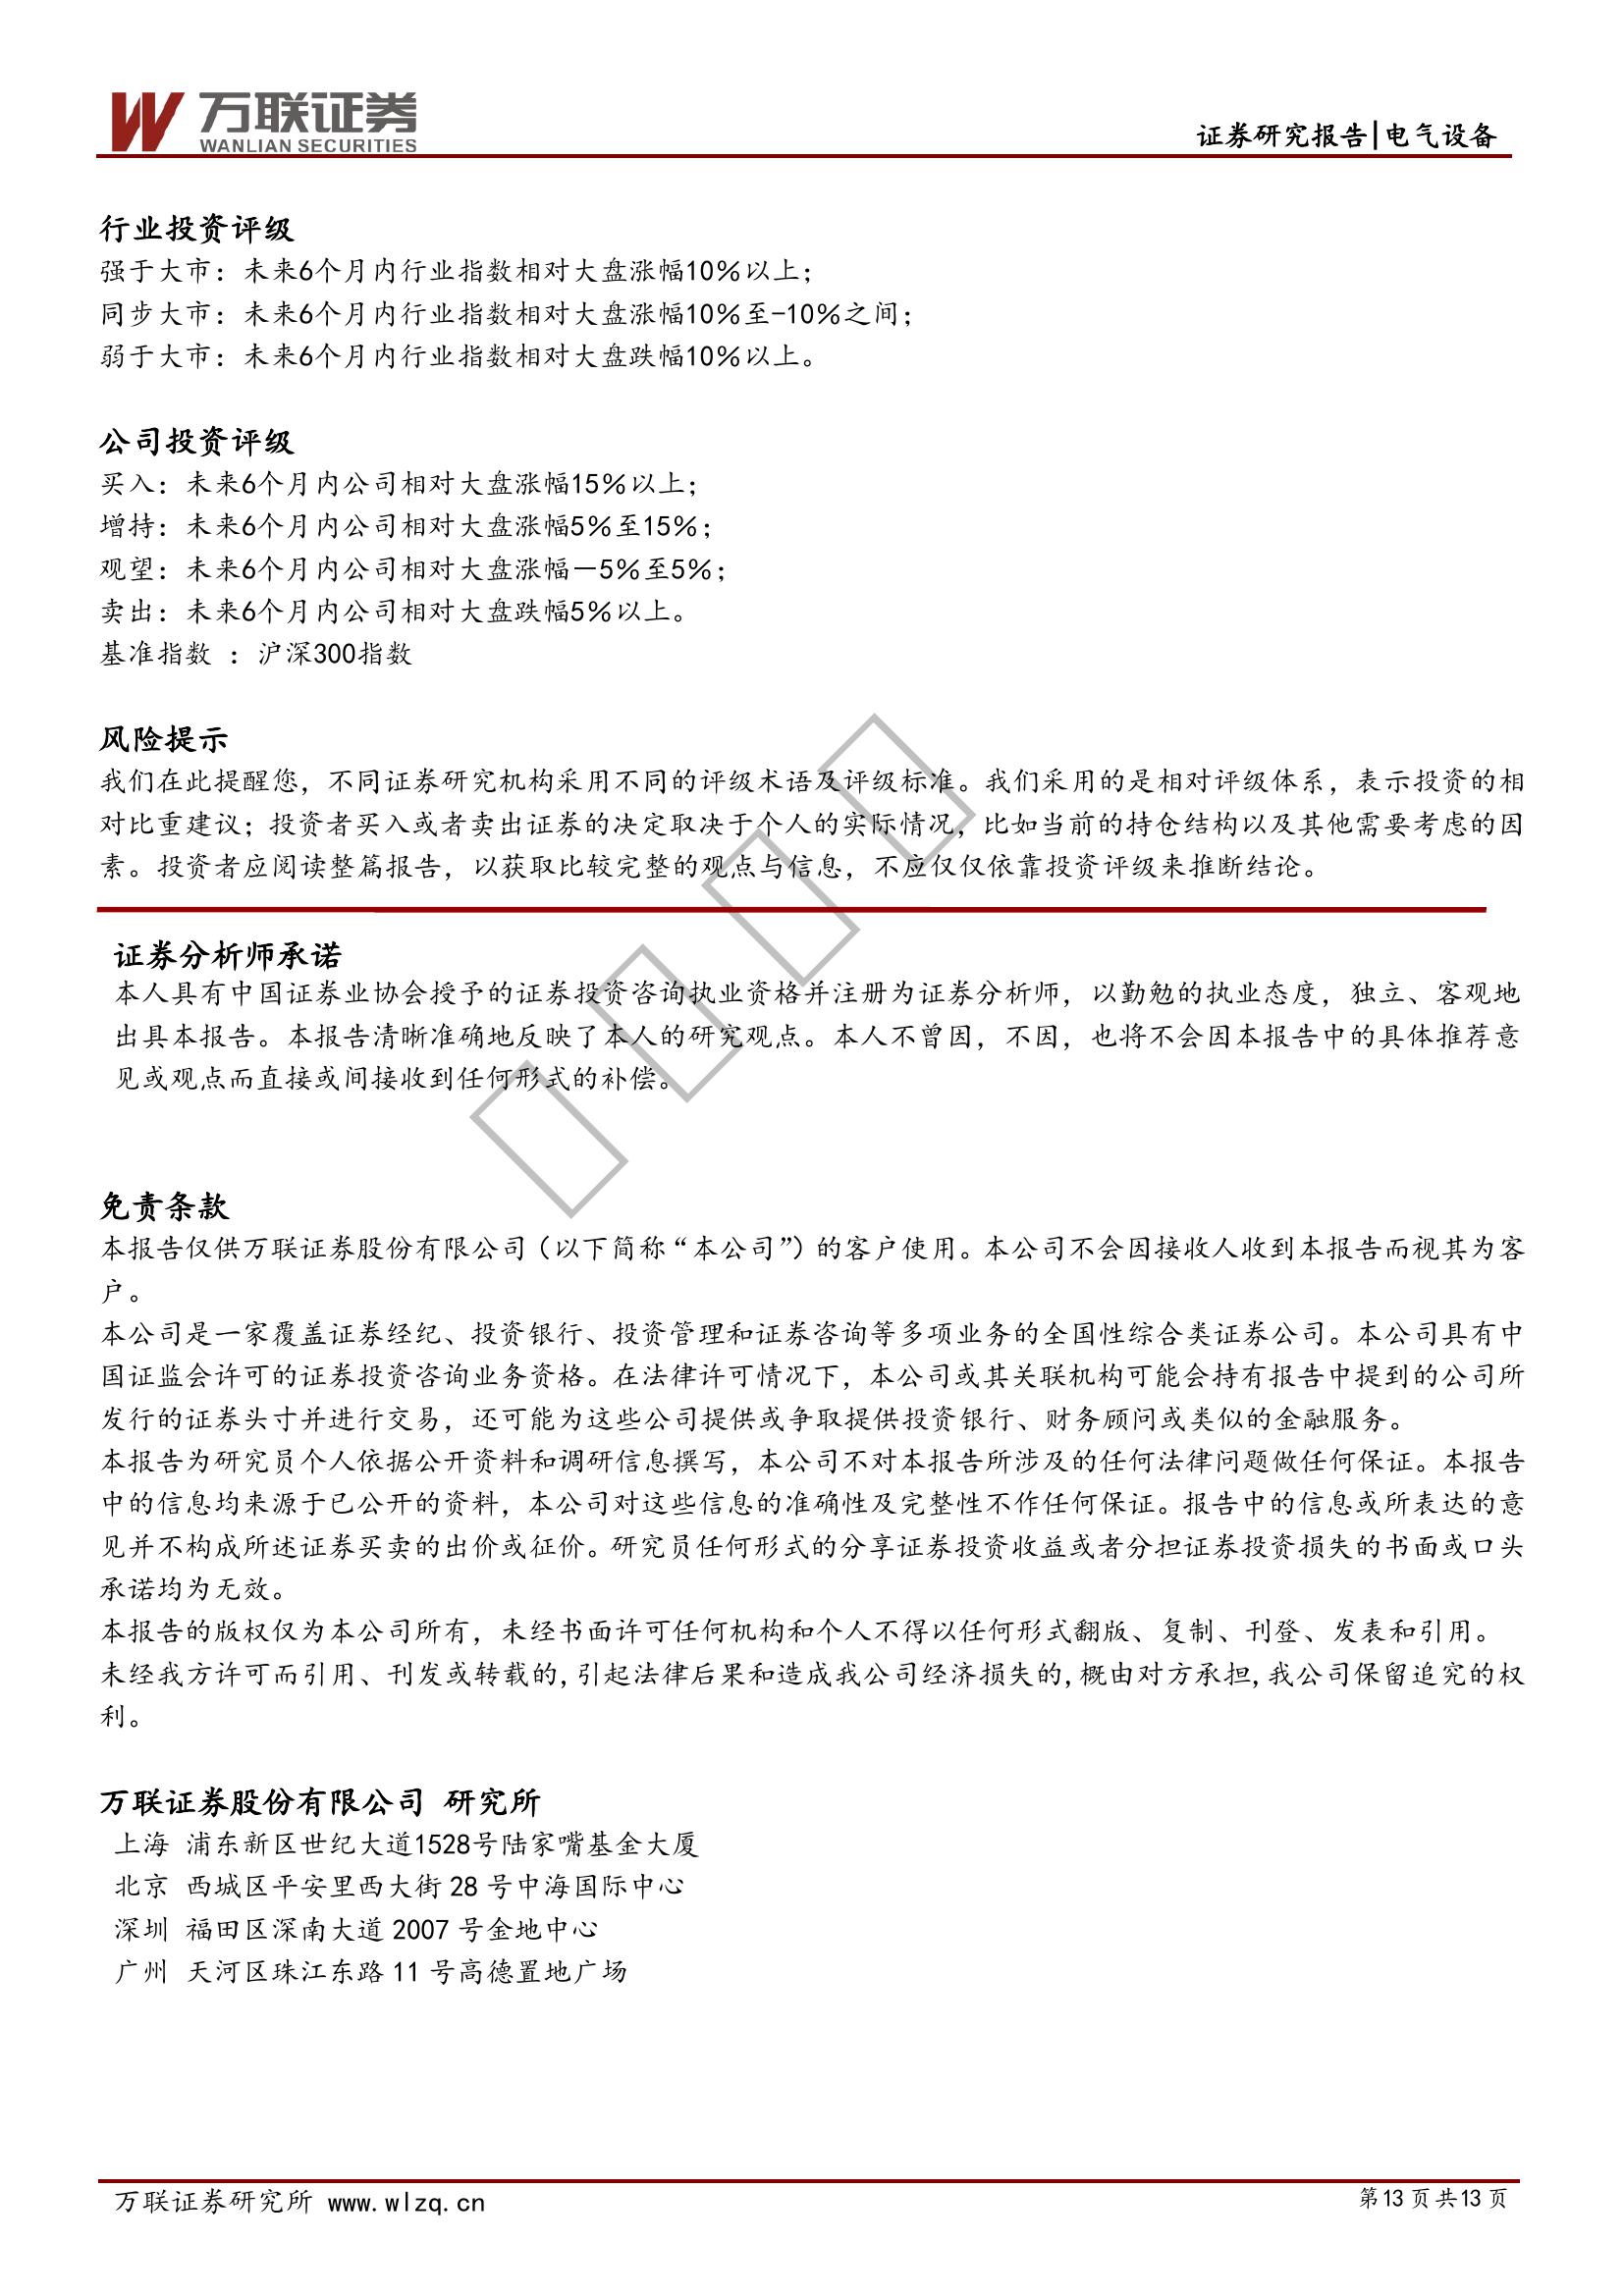 万联证券
WANLIAN SECURITIES
证券研究报告|电气设备
行业投资评级
强于大市：未来6个月内行业指数相对大盘涨幅10％以上；
同步大市：未来6个月内行业指数相对大盘涨幅10％至-10％之间；
弱于大市：未来6个月内行业指数相对大盘跌幅10％以上。
公司投资评级
买入：未来6个月内公司相对大盘涨幅15％以上；
增持：未来6个月内公司相对大盘涨幅5％至15％；
观望：未来6个月内公司相对大盘涨幅－5％至5％；
卖出：未来6个月内公司相对大盘跌幅5％以上。
基准指数 ：沪深300指数
风险提示
我们在此提醒您，不同证券研究机构采用不同的评级术语及评级标准。我们采用的是相对评级体系，表示投资的相
对比重建议；投资者买入或者卖出证券的决定取决于个人的实际情况，比如当前的持仓结构以及其他需要考虑的因
素。投资者应阅读整篇报告，以获取比较完整的观点与信息，不应仅仅依靠投资评级来推断结论。
证券分析师承诺
本人具有中国证券业协会授予的证券投资咨询执业资格并注册为证券分析师，以勤勉的执业态度，独立、客观地
出具本报告。本报告清晰准确地反映了本人的研究观点。本人不曾因，不因，也将不会因本报告中的具体推荐意
见或观点而直接或间接收到任何形式的补偿。
免责条款
本报告仅供万联证券股份有限公司（以下简称“本公司”）的客户使用。本公司不会因接收人收到本报告而视其为客
户。
本公司是一家覆盖证券经纪、投资银行、投资管理和证券咨询等多项业务的全国性综合类证券公司。本公司具有中
国证监会许可的证券投资咨询业务资格。在法律许可情况下，本公司或其关联机构可能会持有报告中提到的公司所
发行的证券头寸并进行交易，还可能为这些公司提供或争取提供投资银行、财务顾问或类似的金融服务。
本报告为研究员个人依据公开资料和调研信息撰写，本公司不对本报告所涉及的任何法律问题做任何保证。本报告
中的信息均来源于已公开的资料，本公司对这些信息的准确性及完整性不作任何保证。报告中的信息或所表达的意
见并不构成所述证券买卖的出价或征价。研究员任何形式的分享证券投资收益或者分担证券投资损失的书面或口头
承诺均为无效。
本报告的版权仅为本公司所有，未经书面许可任何机构和个人不得以任何形式翻版、复制、刊登、发表和引用。
未经我方许可而引用、刊发或转载的,引起法律后果和造成我公司经济损失的,概由对方承担,我公司保留追究的权
利。
万联证券股份有限公司 研究所
上海 浦东新区世纪大道1528号陆家嘴基金大厦
北京 西城区平安里西大街 28 号中海国际中心
深圳 福田区深南大道 2007 号金地中心
广州 天河区珠江东路 11 号高德置地广场
万联证券研究所 www.wlzq.cn
第13 页 共13 页